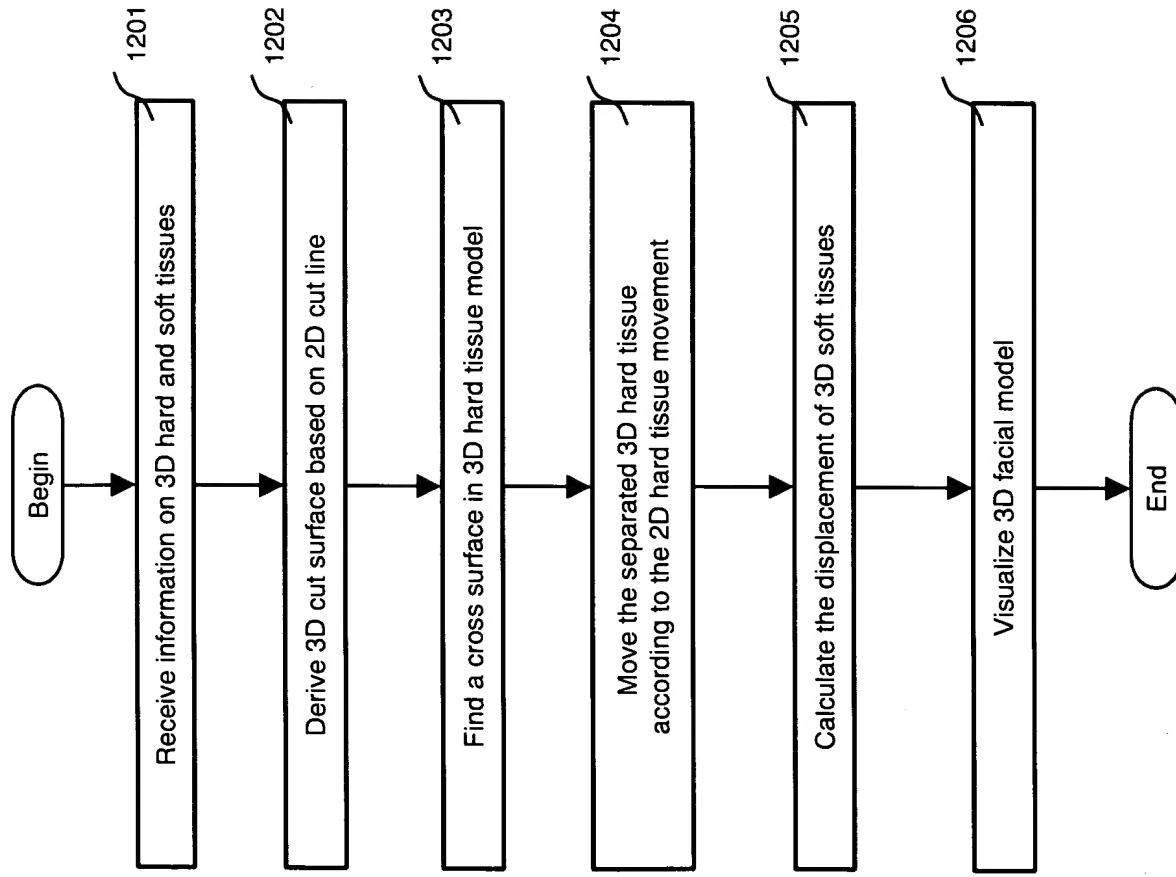 Begin
Receive information on 3D hard and soft tissues
1201
Derive 3D cut surface based on 2D cut line
1202
Find a cross surface in 3D hard tissue model
1203
Move the separated 3D hard tissue
according to the 2D hard tissue movement
1204
Calculate the displacement of 3D soft tissues
1205
Visualize 3D facial model
1206
End